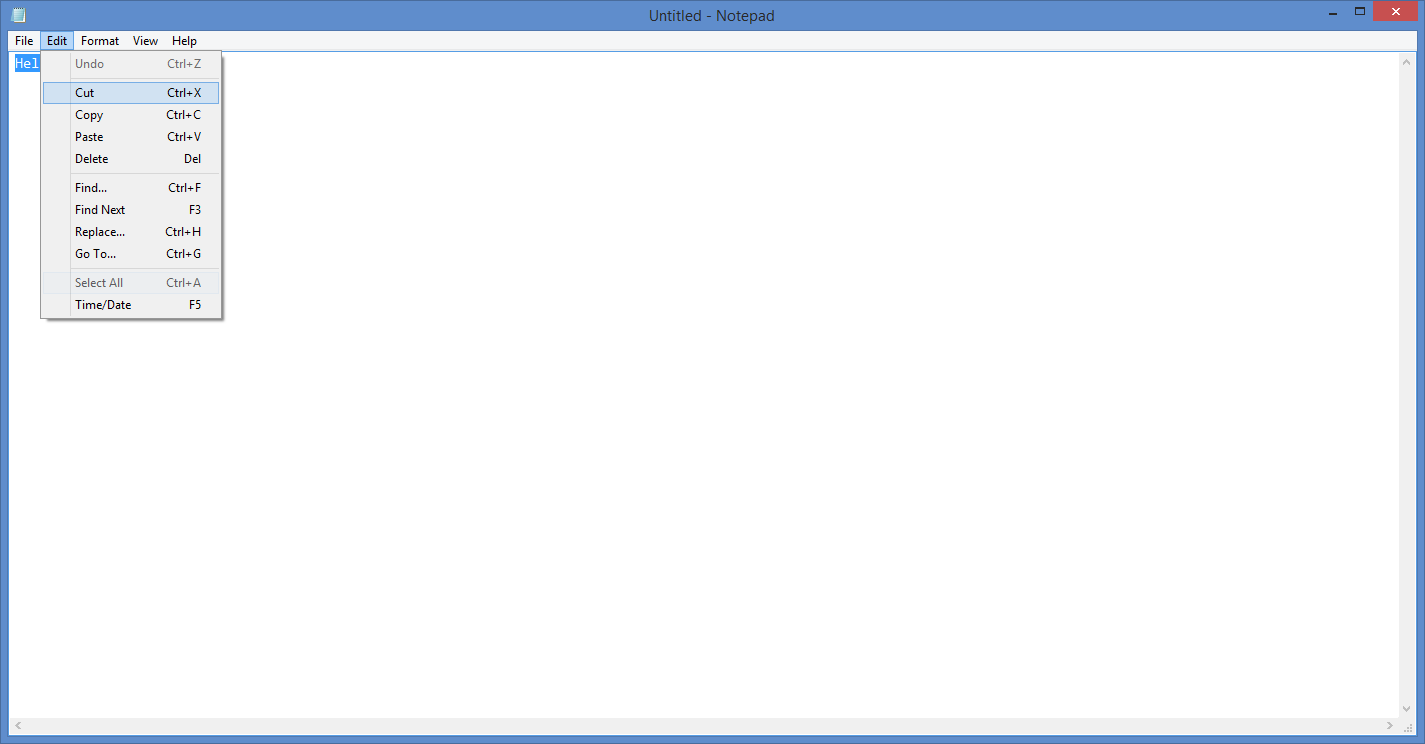 Untitled - Notepad
File Edit Format View Help
Hel
Undo Ctrl+Z
Cut Ctrl+X
Copy Ctrl+C
Paste Ctrl+V
Delete Del
Find... Ctrl+F
Find Next F3
Replace... Ctrl+H
Go To... Ctrl+G
Select All Ctrl+A
Time/Date F5